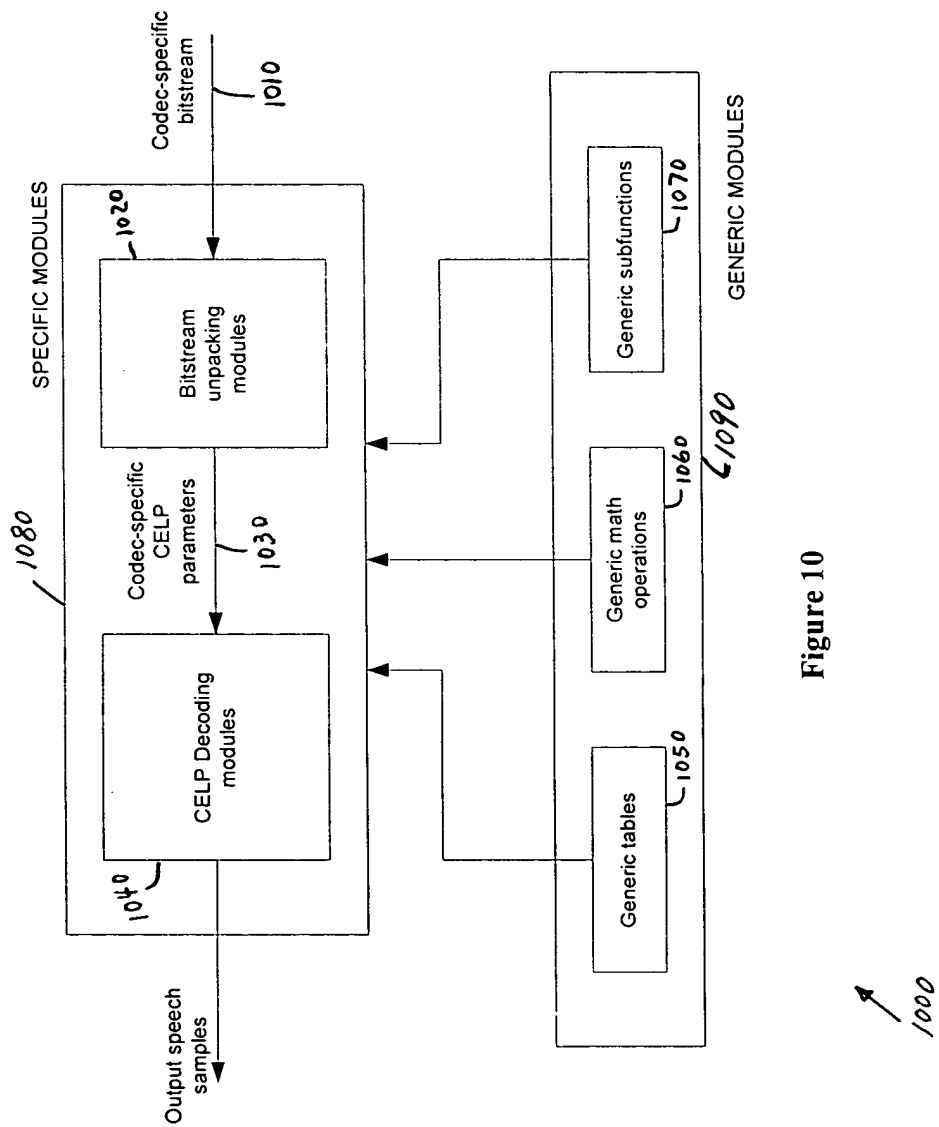 SPECIFIC MODULES
1080
Codec-specific
bitstream
1010
1020
Bitstream
unpacking
modules
Codec-specific
CELP
parameters
1030
CELP Decoding
modules
1040
Output speech
samples
Generic tables
1050
Generic math
operations
1060
Generic subfunctions
1070
1090
GENERIC MODULES
Figure 10
1000